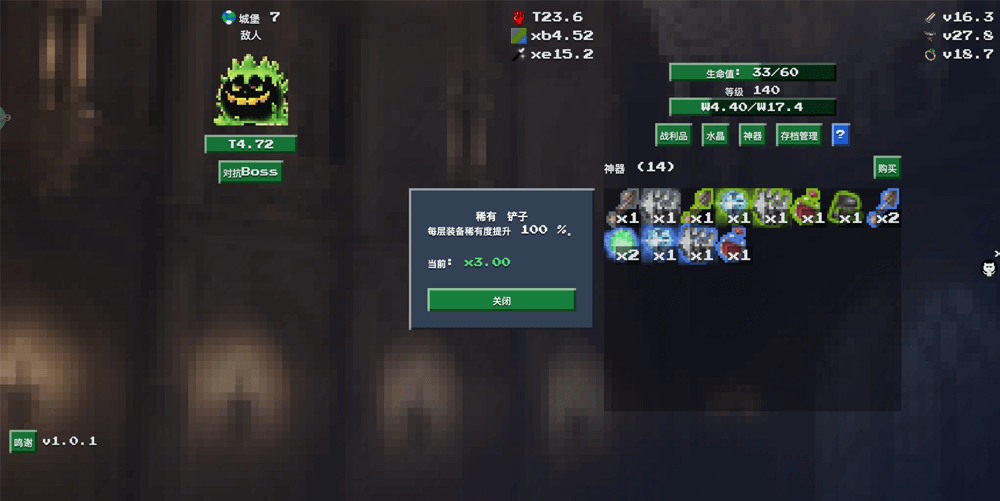 城堡 7
敌人
T4.72
对抗Boss
T23.6
xb4.52
xe15.2
v16.3
v27.8
v18.7
生命值: 33/60
等级 140
W4.40/W17.4
战利品 水晶 神器 存档管理 ?
神器 (14)
购买
x1 x1 x1 x1 x1 x1 x1 x2
x2 x1 x1 x1
稀有 铲子
每层装备稀有度提升 100 %。
当前: x3.00
关闭
鸣谢 v1.0.1